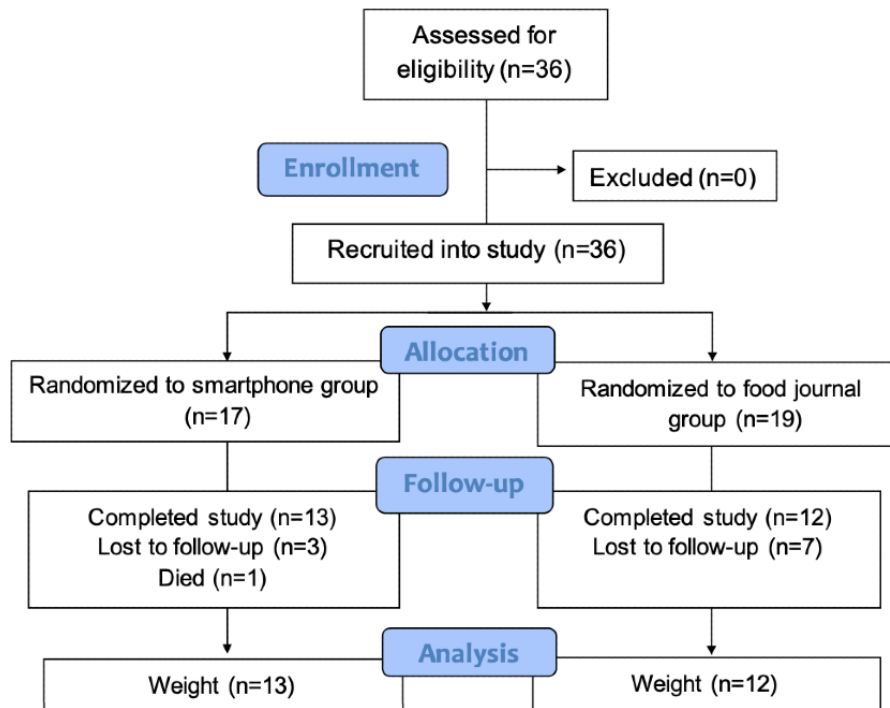 Assessed for
eligibility (n=36)
Enrollment
Excluded (n=0)
Recruited into study (n=36)
Allocation
Randomized to smartphone group
(n=17)
Randomized to food journal
group (n=19)
Follow-up
Completed study (n=13)
Lost to follow-up (n=3)
Died (n=1)
Completed study (n=12)
Lost to follow-up (n=7)
Analysis
Weight (n=13)
Weight (n=12)